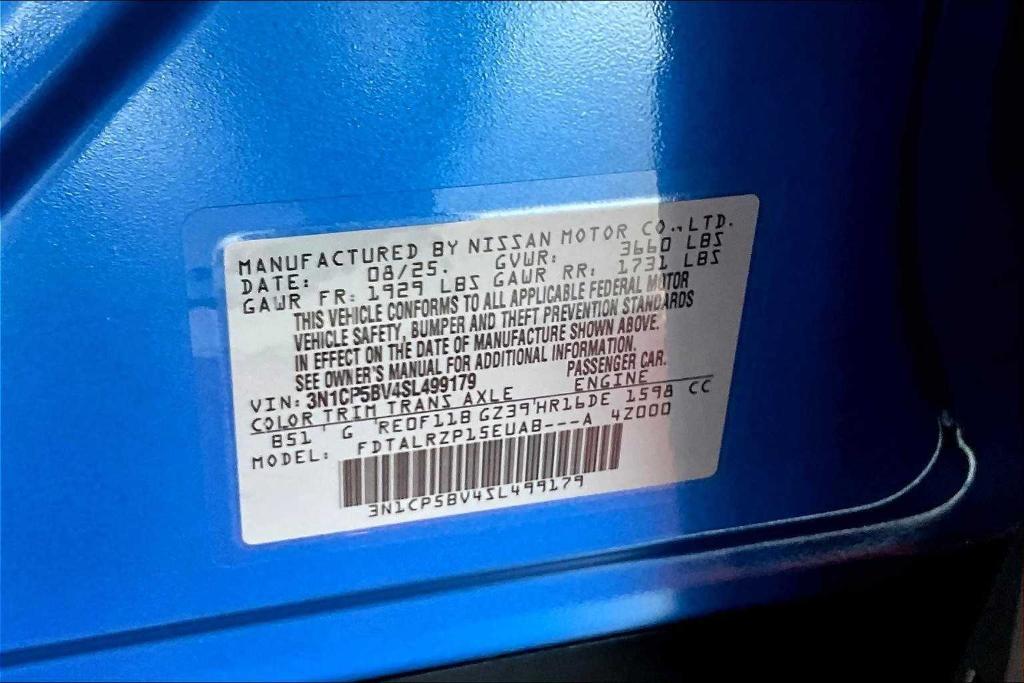 MANUFACTURED BY NISSAN MOTOR CO.,LTD.
DATE: 08/25. GVWR: 3660 LBS
GAWR FR: 1929 LBS GAWR RR: 1731 LBS
THIS VEHICLE CONFORMS TO ALL APPLICABLE FEDERAL MOTOR
VEHICLE SAFETY, BUMPER AND THEFT PREVENTION STANDARDS
IN EFFECT ON THE DATE OF MANUFACTURE SHOWN ABOVE.
SEE OWNER'S MANUAL FOR ADDITIONAL INFORMATION.
VIN: 3N1CP5BV4SL499179 PASSENGER CAR.
COLOR TRIM TRANS AXLE ENGINE
B51 ' G 'RE0F11B GZ39'HR16DE 1598 CC
MODEL: FDTALRZP15EUAB---A 4Z000
3N1CP5BV4SL499179